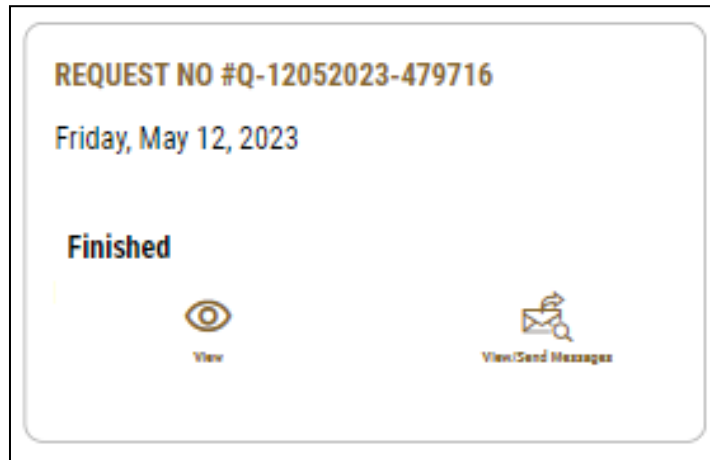 REQUEST NO #Q-12052023-479716
Friday, May 12, 2023
Finished
View
View/Send Messages